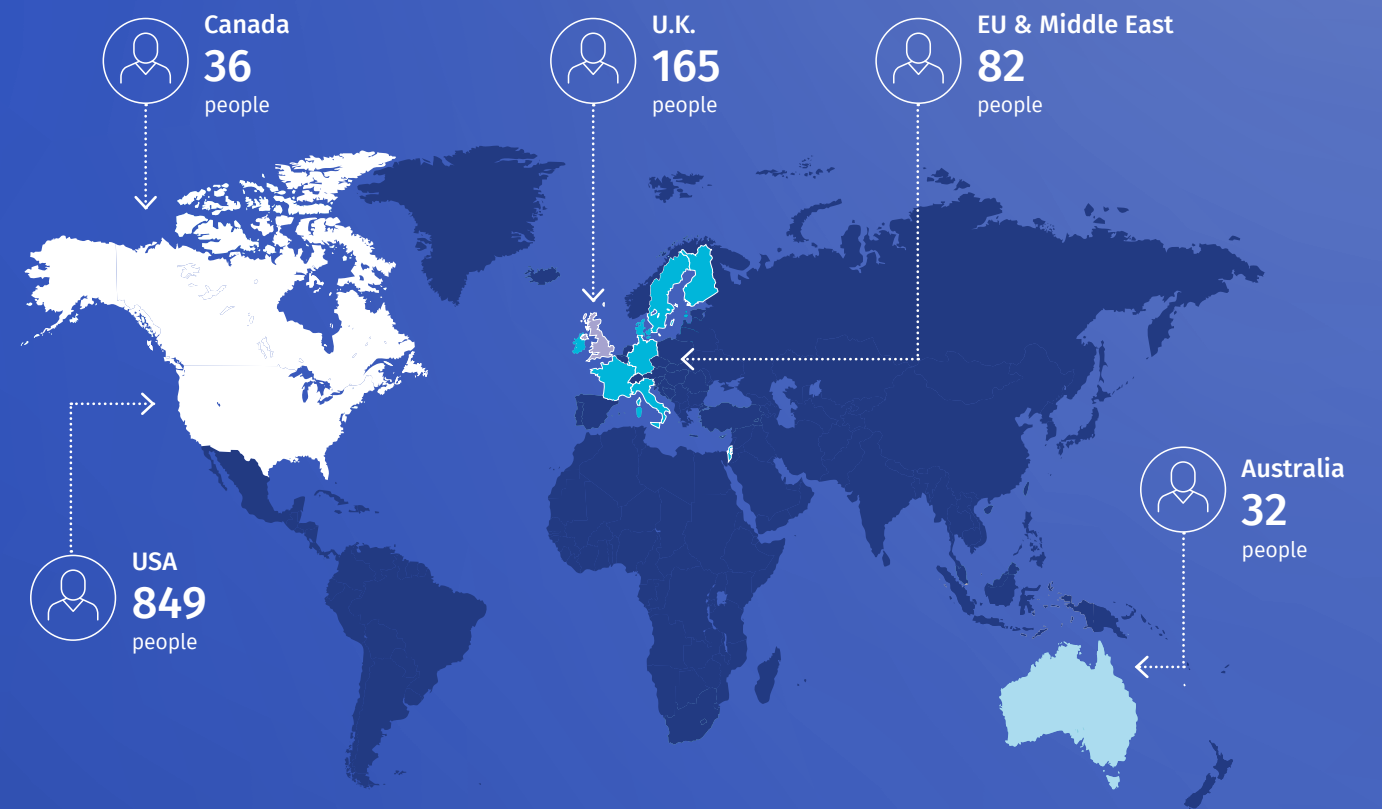 Canada
36
people
U.K.
165
people
EU & Middle East
82
people
Australia
32
people
USA
849
people